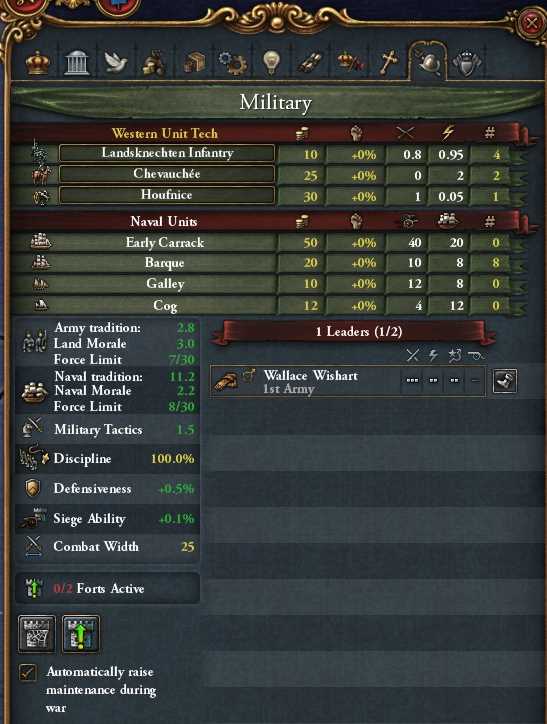 Military
Western Unit Tech #
Landsknechten Infantry 10 +0% 0.8 0.95 4
Chevauchée 25 +0% 0 2 2
Houfnice 30 +0% 1 0.05 1
Naval Units #
Early Carrack 50 +0% 40 20 0
Barque 20 +0% 10 8 8
Galley 10 +0% 12 8 0
Cog 12 +0% 4 12 0
Army tradition: 2.8
Land Morale 3.0
Force Limit 7/30
Naval tradition: 11.2
Naval Morale 2.2
Force Limit 8/30
Military Tactics 1.5
Discipline 100.0%
Defensiveness +0.5%
Siege Ability +0.1%
Combat Width 25
0/2 Forts Active
Automatically raise
maintenance during
war
1 Leaders (1/2)
Wallace Wishart
1st Army